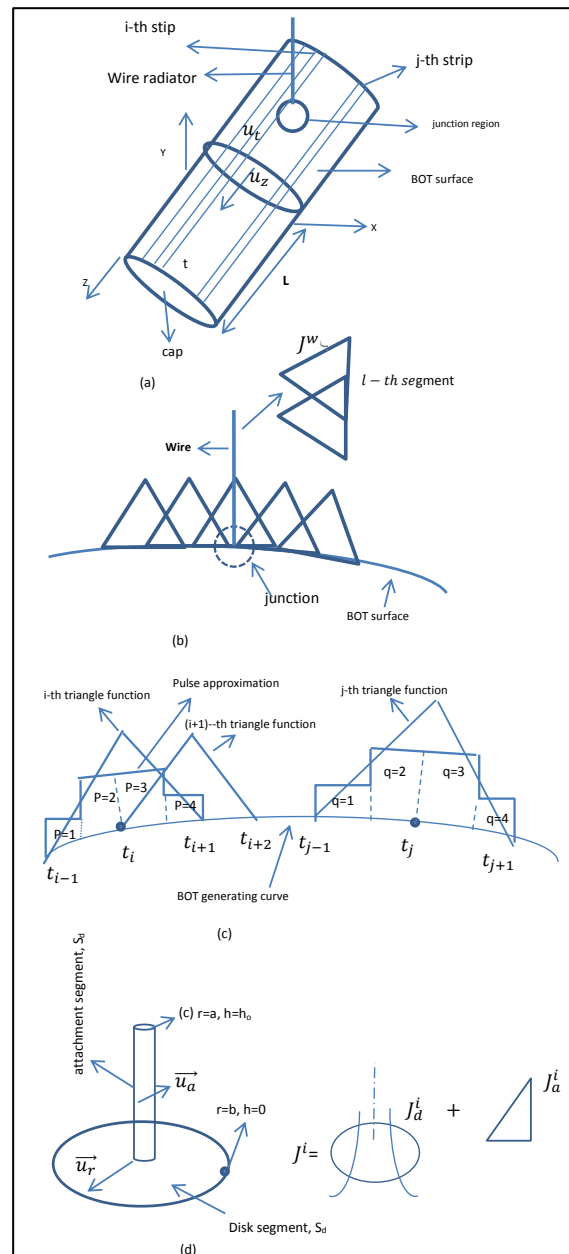 i-th stip
j-th strip
Wire radiator
junction region
u_t
Y
BOT surface
u_z
X
t
L
Z
cap
J^w
(a)
l − th segment
Wire
junction
BOT surface
(b)
Pulse approximation
i-th triangle function
j-th triangle function
(i+1)--th triangle function
P=2 P=3 q=2 q=3
P=1 P=4 q=1 q=4
t_{i-1} t_i t_{i+1} t_{i+2} t_{j-1} t_j t_{j+1}
BOT generating curve
(c)
attachment segment, S_d
(c) r=a, h=h_o
u_a
r=b, h=0
u_r
J^i= J_d^i + J_a^i
Disk segment, S_d
(d)